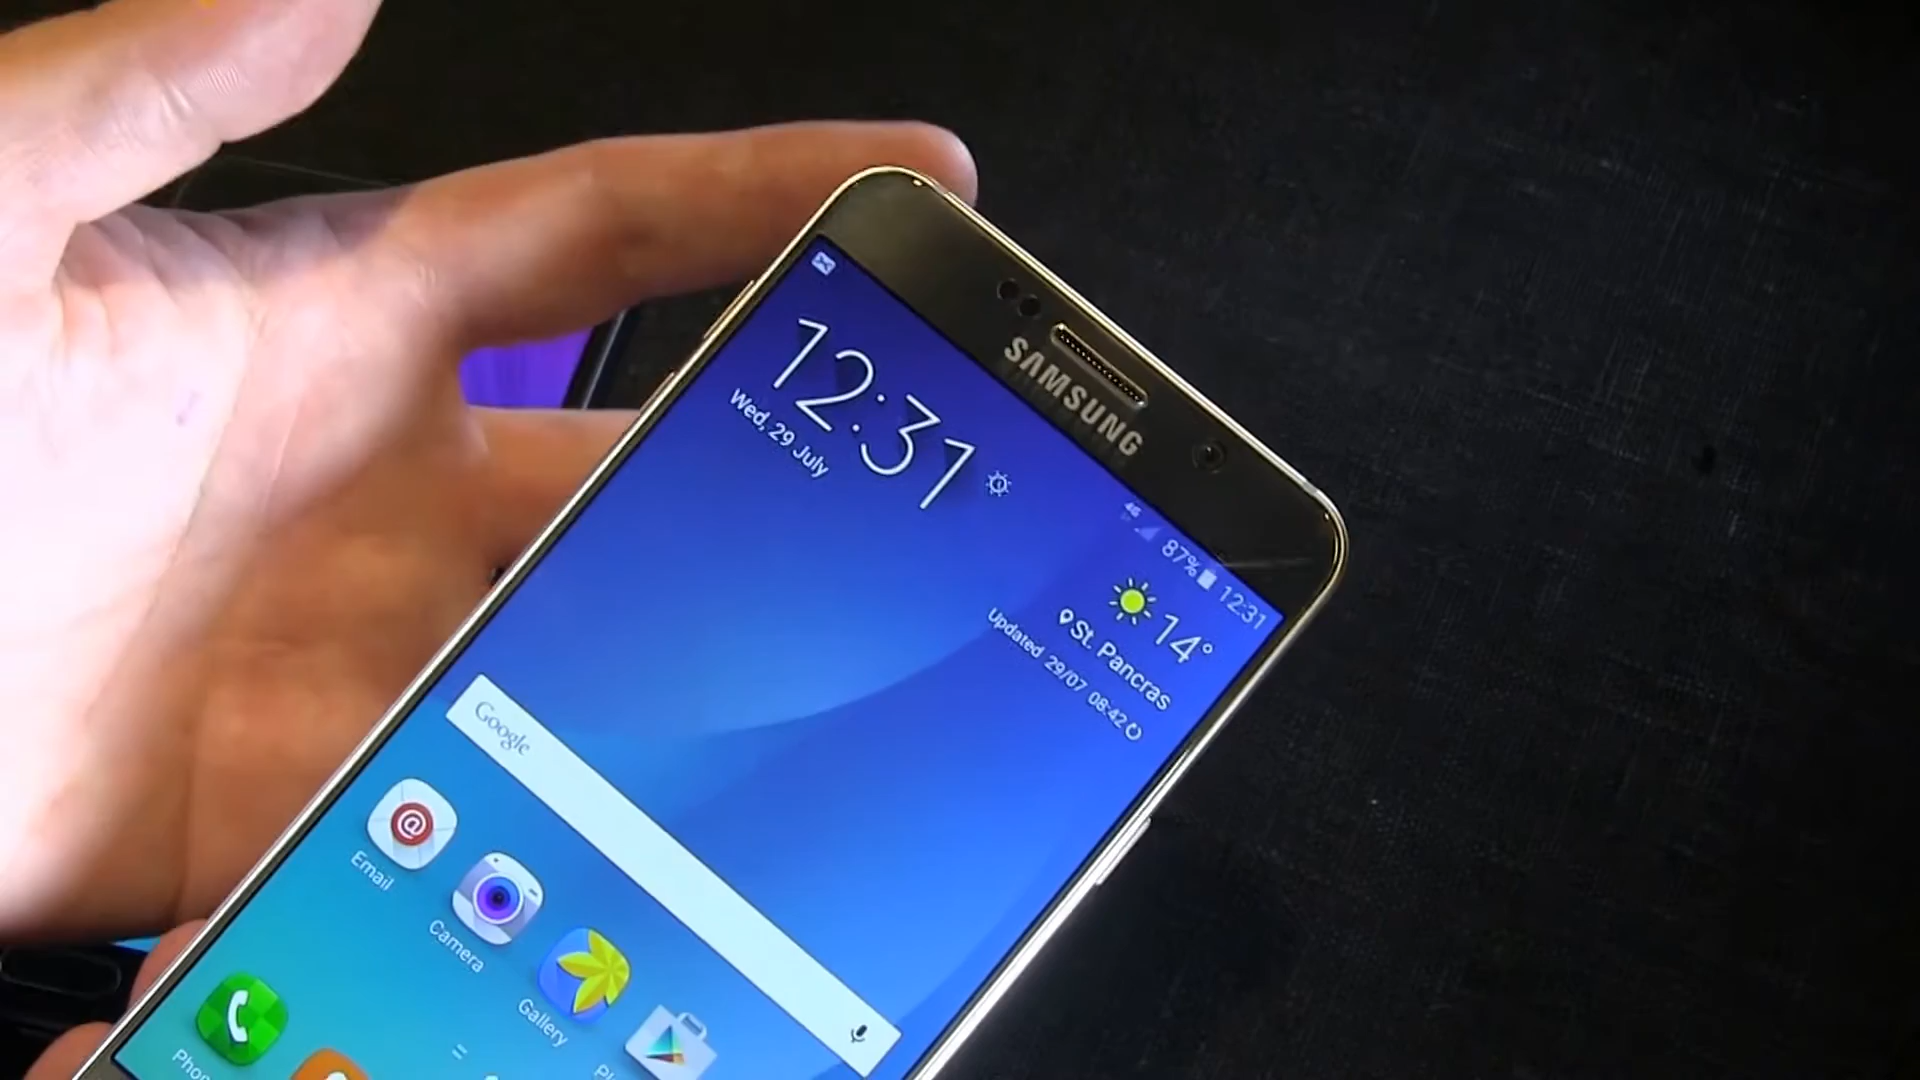 SAMSUNG
4G
87%
12:31
12:31
Wed, 29 July
14°
St. Pancras
Updated 29/07 08:42
Google
Email
Camera
Gallery